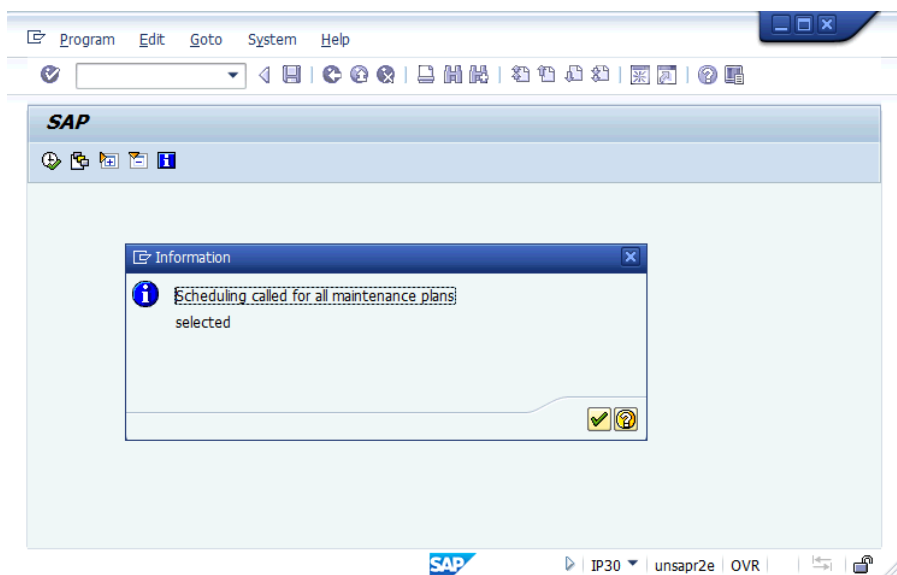 Program Edit Goto System Help
SAP
Information
Scheduling called for all maintenance plans
selected
SAP IP30 unsapr2e OVR